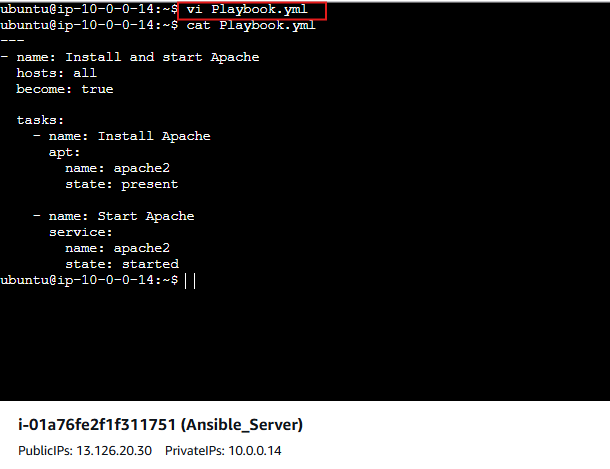 ubuntu@ip-10-0-0-14:~$ vi Playbook.yml
ubuntu@ip-10-0-0-14:~$ cat Playbook.yml
---
- name: Install and start Apache
  hosts: all
  become: true

  tasks:
    - name: Install Apache
      apt:
        name: apache2
        state: present

    - name: Start Apache
      service:
        name: apache2
        state: started
ubuntu@ip-10-0-0-14:~$
i-01a76fe2f1f311751 (Ansible_Server)
PublicIPs: 13.126.20.30 PrivateIPs: 10.0.0.14